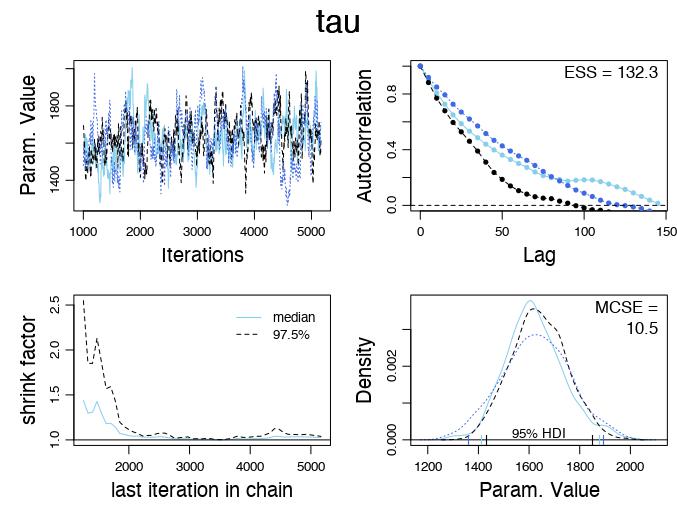 tau
Param. Value
1400
1800
1000
2000
3000
4000
5000
Iterations
Autocorrelation
0.0
0.4
0.8
ESS = 132.3
0
50
100
150
Lag
shrink factor
1.0
1.5
2.0
2.5
median
97.5%
2000
3000
4000
5000
last iteration in chain
Density
0.000
0.002
MCSE =
10.5
95% HDI
1200
1400
1600
1800
2000
Param. Value